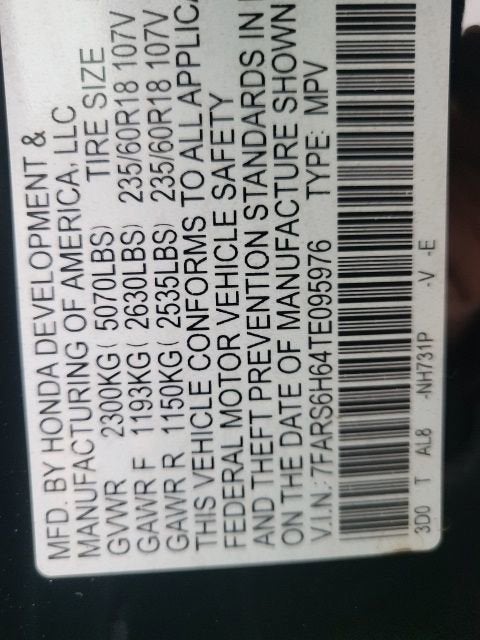 MFD. BY HONDA DEVELOPMENT &
MANUFACTURING OF AMERICA, LLC
GVWR 2300KG( 5070LBS) TIRE SIZE
GAWR F 1193KG( 2630LBS) 235/60R18 107V
GAWR R 1150KG( 2535LBS) 235/60R18 107V
THIS VEHICLE CONFORMS TO ALL APPLICA
FEDERAL MOTOR VEHICLE SAFETY
AND THEFT PREVENTION STANDARDS IN
ON THE DATE OF MANUFACTURE SHOWN
V.I.N.:7FARS6H64TE095976 TYPE: MPV
3D0 T AL8 -NH731P -V -E